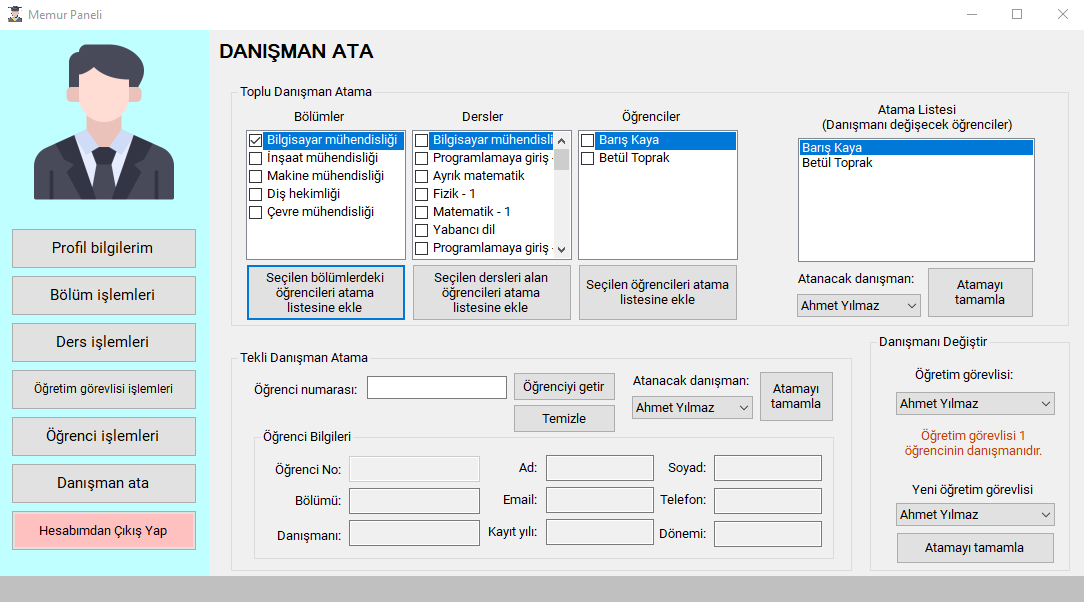 Memur Paneli
DANIŞMAN ATA
Profil bilgilerim
Bölüm işlemleri
Ders işlemleri
Öğretim görevlisi işlemleri
Öğrenci işlemleri
Danışman ata
Hesabımdan Çıkış Yap
Toplu Danışman Atama
Bölümler
Bilgisayar mühendisliği
İnşaat mühendisliği
Makine mühendisliği
Diş hekimliği
Çevre mühendisliği
Seçilen bölümlerdeki
öğrencileri atama
listesine ekle
Dersler
Bilgisayar mühendisli
Programlamaya giriş -
Ayrık matematik
Fizik - 1
Matematik - 1
Yabancı dil
Programlamaya giriş -
Seçilen dersleri alan
öğrencileri atama
listesine ekle
Öğrenciler
Barış Kaya
Betül Toprak
Seçilen öğrencileri atama
listesine ekle
Atama Listesi
(Danışmanı değişecek öğrenciler)
Barış Kaya
Betül Toprak
Atanacak danışman:
Ahmet Yılmaz
Atamayı
tamamla
Tekli Danışman Atama
Öğrenci numarası:
Öğrenciyi getir
Temizle
Atanacak danışman:
Ahmet Yılmaz
Atamayı
tamamla
Öğrenci Bilgileri
Öğrenci No:
Ad:
Soyad:
Bölümü:
Email:
Telefon:
Danışmanı:
Kayıt yılı:
Dönemi:
Danışmanı Değiştir
Öğretim görevlisi:
Ahmet Yılmaz
Öğretim görevlisi 1
öğrencinin danışmanıdır.
Yeni öğretim görevlisi
Ahmet Yılmaz
Atamayı tamamla